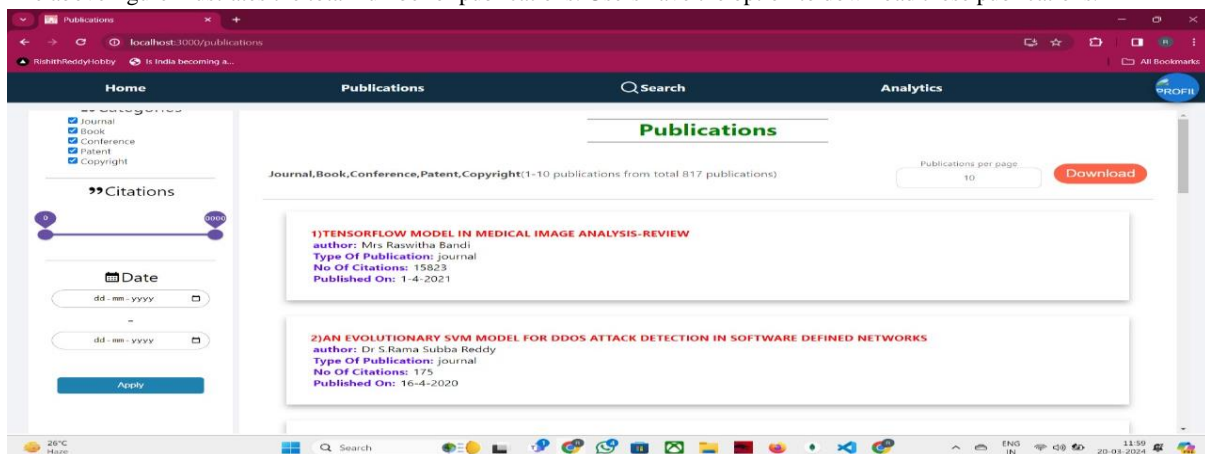 Publications
localhost:3000/publications
RishithReddyHobby
Is India becoming a...
All Bookmarks
Home
Publications
Search
Analytics
PROFIL
Categories
Journal
Book
Conference
Patent
Copyright
Citations
0
0000
Date
dd-mm-yyyy
-
dd-mm-yyyy
Apply
Publications
Journal,Book,Conference,Patent,Copyright(1-10 publications from total 817 publications)
Publications per page
10
Download
1)TENSORFLOW MODEL IN MEDICAL IMAGE ANALYSIS-REVIEW
author: Mrs Raswitha Bandi
Type Of Publication: journal
No Of Citations: 15823
Published On: 1-4-2021
2)AN EVOLUTIONARY SVM MODEL FOR DDOS ATTACK DETECTION IN SOFTWARE DEFINED NETWORKS
author: Dr S.Rama Subba Reddy
Type Of Publication: journal
No Of Citations: 175
Published On: 16-4-2020
26°C
Haze
Search
ENG
IN
11:59
20-03-2024